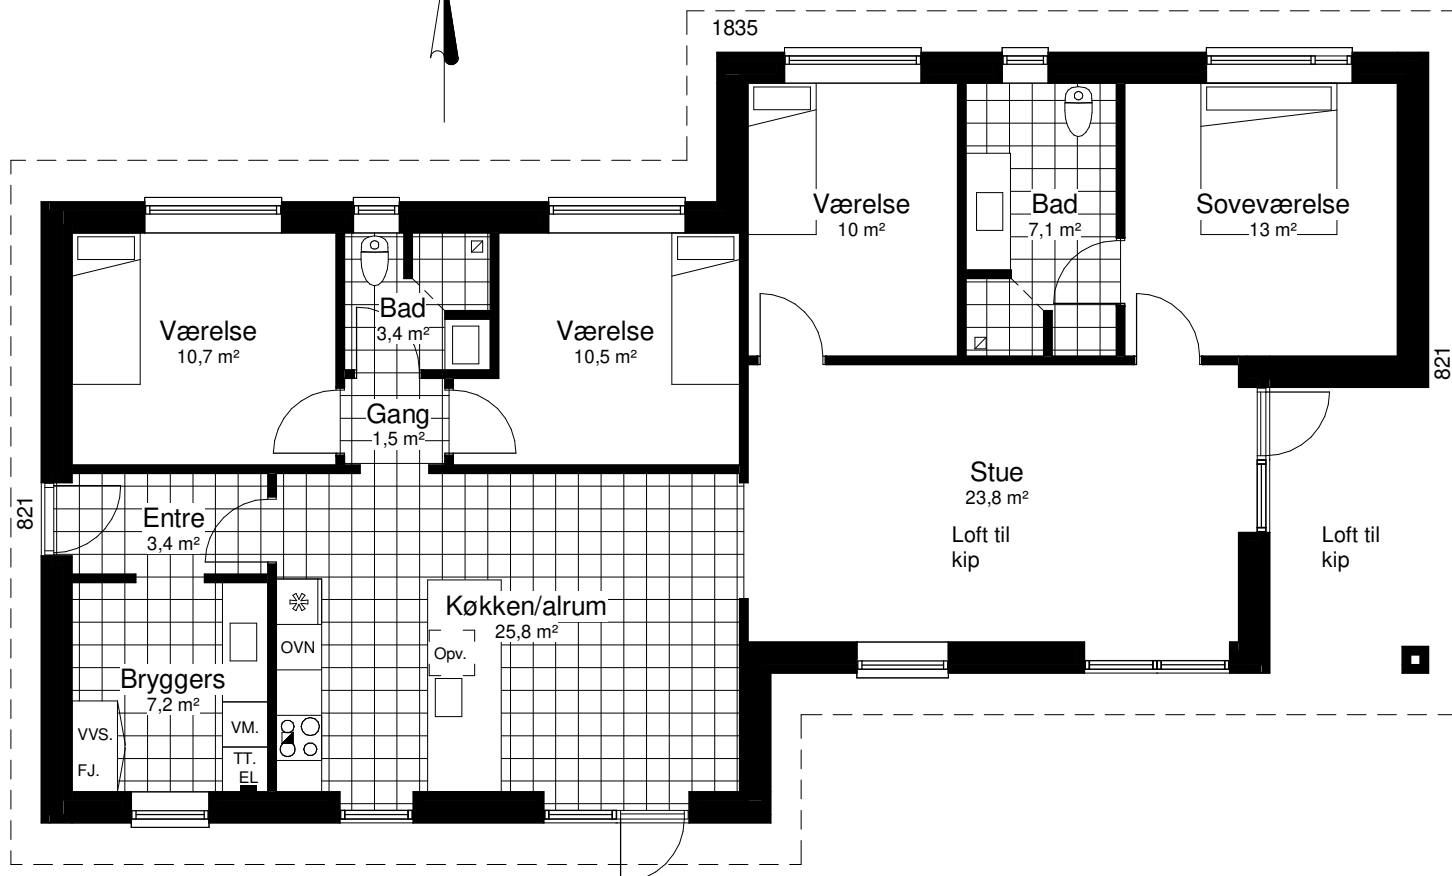 1835
Værelse
10 m²
Bad
7,1 m²
Soveværelse
13 m²
Værelse
10,7 m²
Bad
3,4 m²
Værelse
10,5 m²
821
Gang
1,5 m²
Stue
23,8 m²
Loft til
kip
Loft til
kip
821
Entre
3,4 m²
Køkken/alrum
25,8 m²
OVN
Opv.
Bryggers
7,2 m²
VVS.
FJ.
VM.
TT.
EL